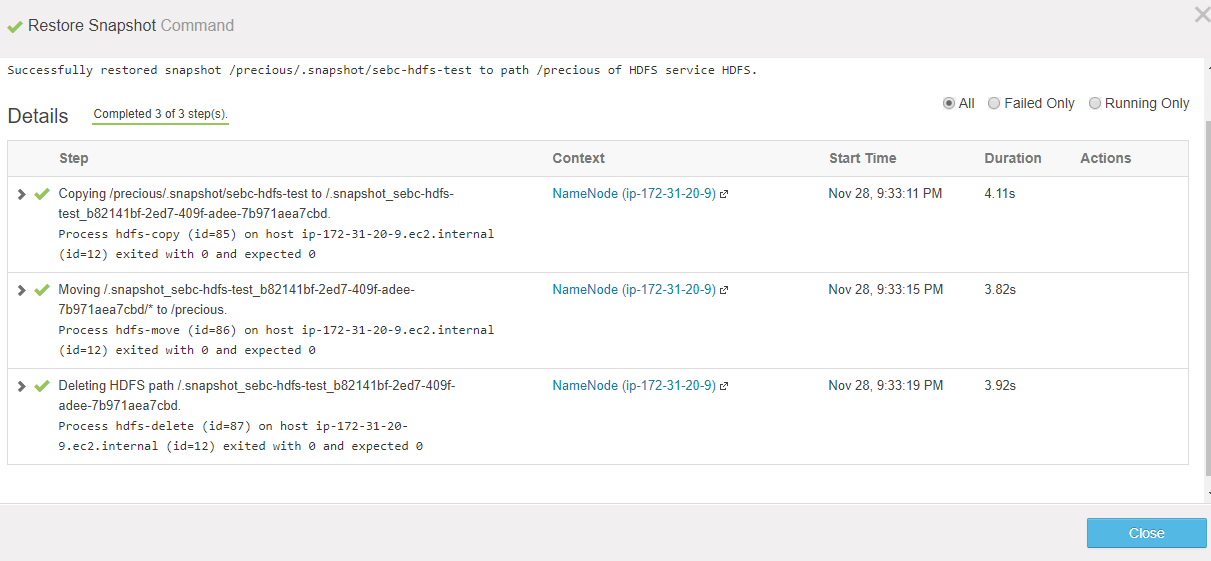 Restore Snapshot Command
Successfully restored snapshot /precious/.snapshot/sebc-hdfs-test to path /precious of HDFS service HDFS.
Details
Completed 3 of 3 step(s).
All
Failed Only
Running Only
Step
Context
Start Time
Duration
Actions
Copying /precious/.snapshot/sebc-hdfs-test to /.snapshot_sebc-hdfs-
test_b82141bf-2ed7-409f-adee-7b971aea7cbd.
Process hdfs-copy (id=85) on host ip-172-31-20-9.ec2.internal
(id=12) exited with 0 and expected 0
NameNode (ip-172-31-20-9)
Nov 28, 9:33:11 PM
4.11s
Moving /.snapshot_sebc-hdfs-test_b82141bf-2ed7-409f-adee-
7b971aea7cbd/* to /precious.
Process hdfs-move (id=86) on host ip-172-31-20-9.ec2.internal
(id=12) exited with 0 and expected 0
NameNode (ip-172-31-20-9)
Nov 28, 9:33:15 PM
3.82s
Deleting HDFS path /.snapshot_sebc-hdfs-test_b82141bf-2ed7-409f-
adee-7b971aea7cbd.
Process hdfs-delete (id=87) on host ip-172-31-20-
9.ec2.internal (id=12) exited with 0 and expected 0
NameNode (ip-172-31-20-9)
Nov 28, 9:33:19 PM
3.92s
Close